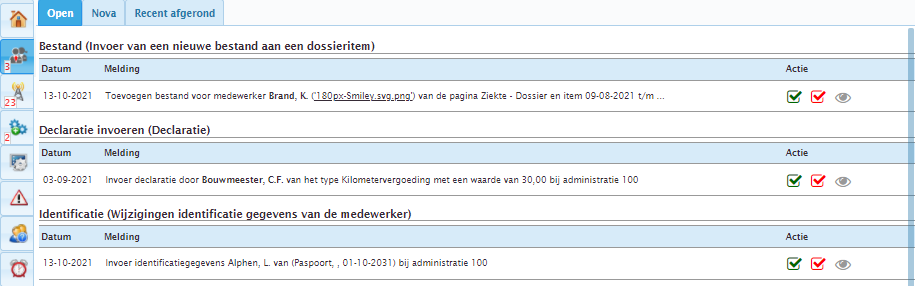 Open Nova Recent afgerond
Bestand (Invoer van een nieuwe bestand aan een dossieritem)
Datum Melding Actie
3
13-10-2021 Toevoegen bestand voor medewerker Brand, K. ('180px-Smiley.svg.png') van de pagina Ziekte - Dossier en item 09-08-2021 t/m ...
23
Declaratie invoeren (Declaratie)
2
Datum Melding Actie
03-09-2021 Invoer declaratie door Bouwmeester, C.F. van het type Kilometervergoeding met een waarde van 30,00 bij administratie 100
Identificatie (Wijzigingen identificatie gegevens van de medewerker)
Datum Melding Actie
13-10-2021 Invoer identificatiegegevens Alphen, L. van (Paspoort, , 01-10-2031) bij administratie 100